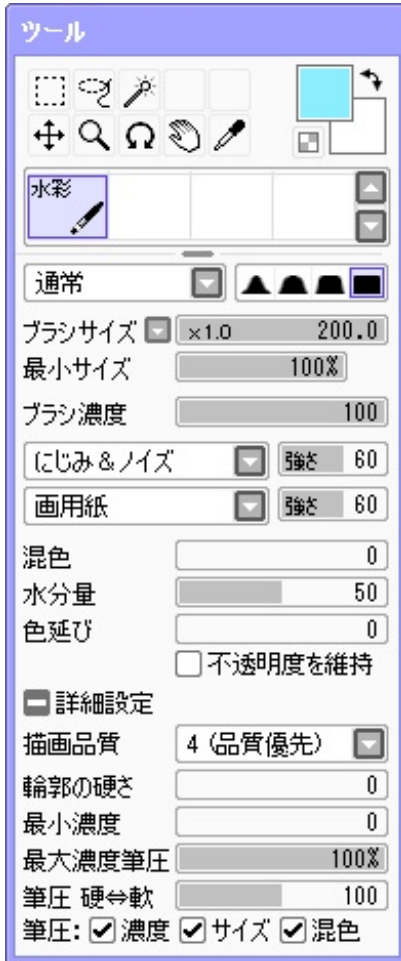 ツール
水彩
通常
ブラシサイズ ×1.0 200.0
最小サイズ 100%
ブラシ濃度 100
にじみ&ノイズ 強さ 60
画用紙 強さ 60
混色 0
水分量 50
色延び 0
不透明度を維持
詳細設定
描画品質 4 (品質優先)
輪郭の硬さ 0
最小濃度 0
最大濃度筆圧 100%
筆圧 硬⇔軟 100
筆圧: 濃度 サイズ 混色